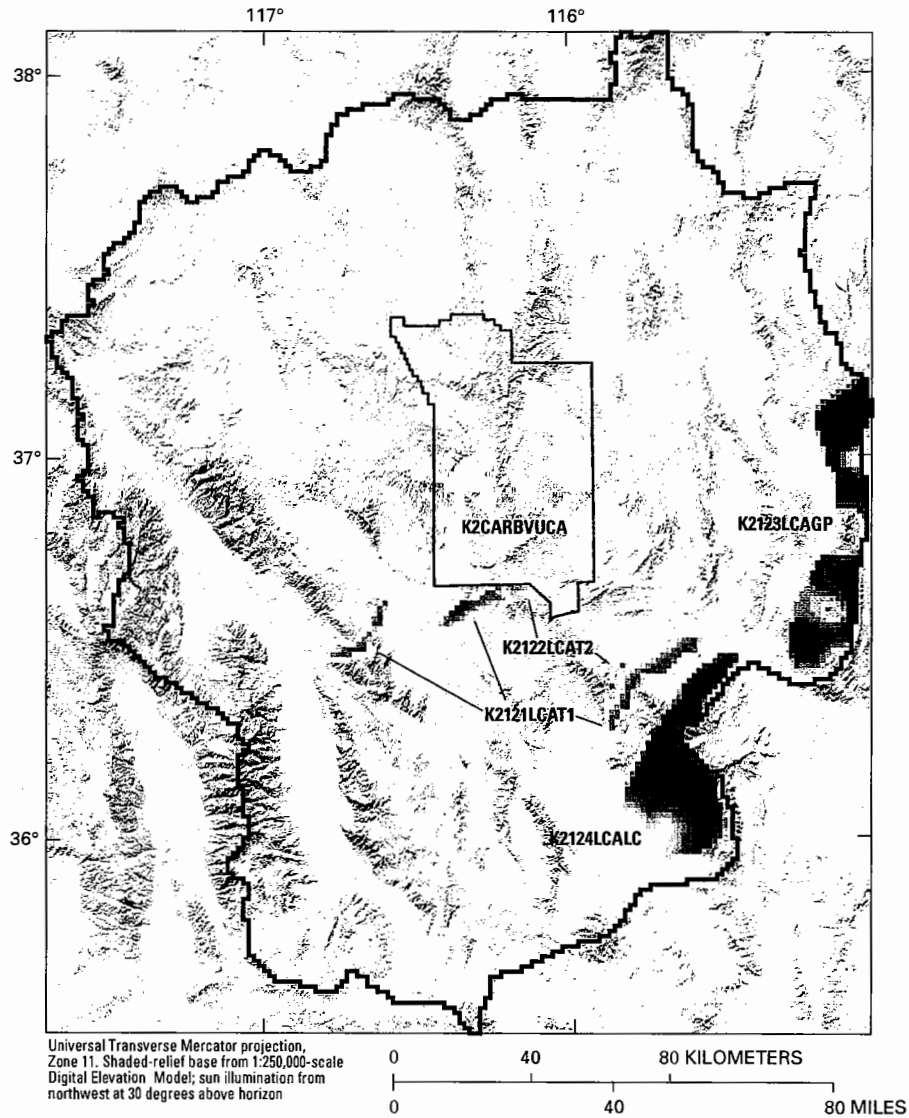 117°
116°
38°
37°
K2CARBVUCA
K2123LCAGP
K2122LCAT2
K2121LCAT1
36°
K2124LCALC
Universal Transverse Mercator projection,
Zone 11. Shaded-relief base from 1:250,000-scale
Digital Elevation Model; sun illumination from
northwest at 30 degrees above horizon
0 40 80 KILOMETERS
0 40 80 MILES